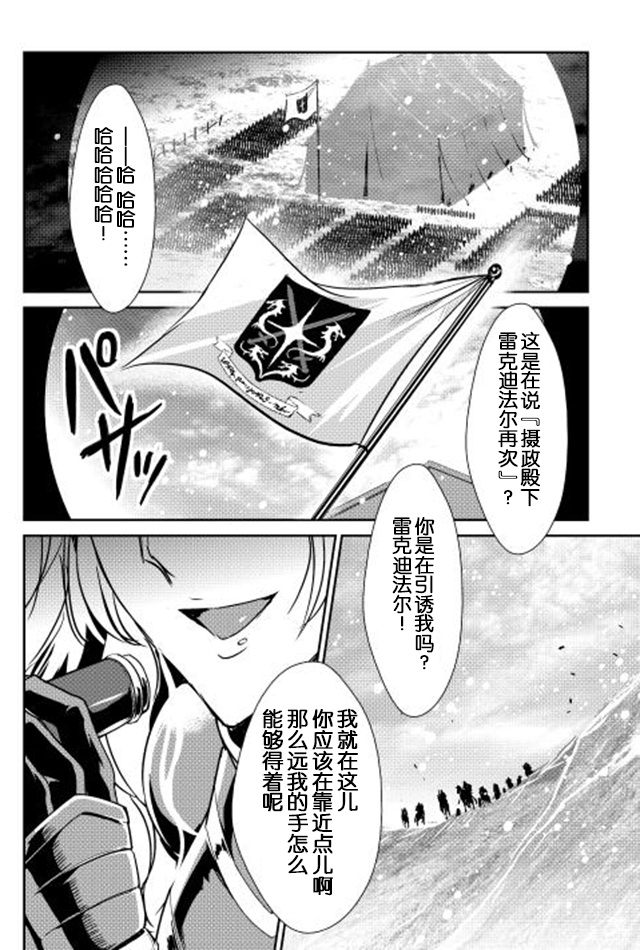 ──哈 哈哈……
哈哈哈哈哈！
这是在说『摄政殿下
雷克迪法尔再次』？
バサッ
你是在引诱我吗？
雷克迪法尔！
我就在这儿
你应该在靠近点儿啊
那么远我的手怎么
能够得着呢